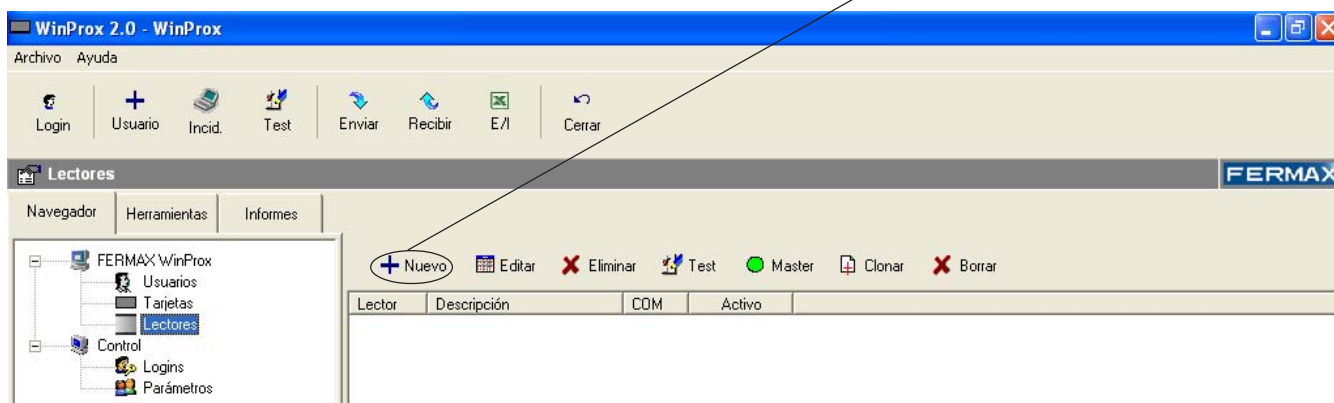 WinProx 2.0 - WinProx
Archivo Ayuda
Login Usuario Incid. Test Enviar Recibir E/I Cerrar
Lectores FERMAX
Navegador Herramientas Informes
FERMAX WinProx
Usuarios
Tarjetas
Lectores
Control
Logins
Parámetros
Nuevo Editar Eliminar Test Master Clonar Borrar
Lector Descripción COM Activo